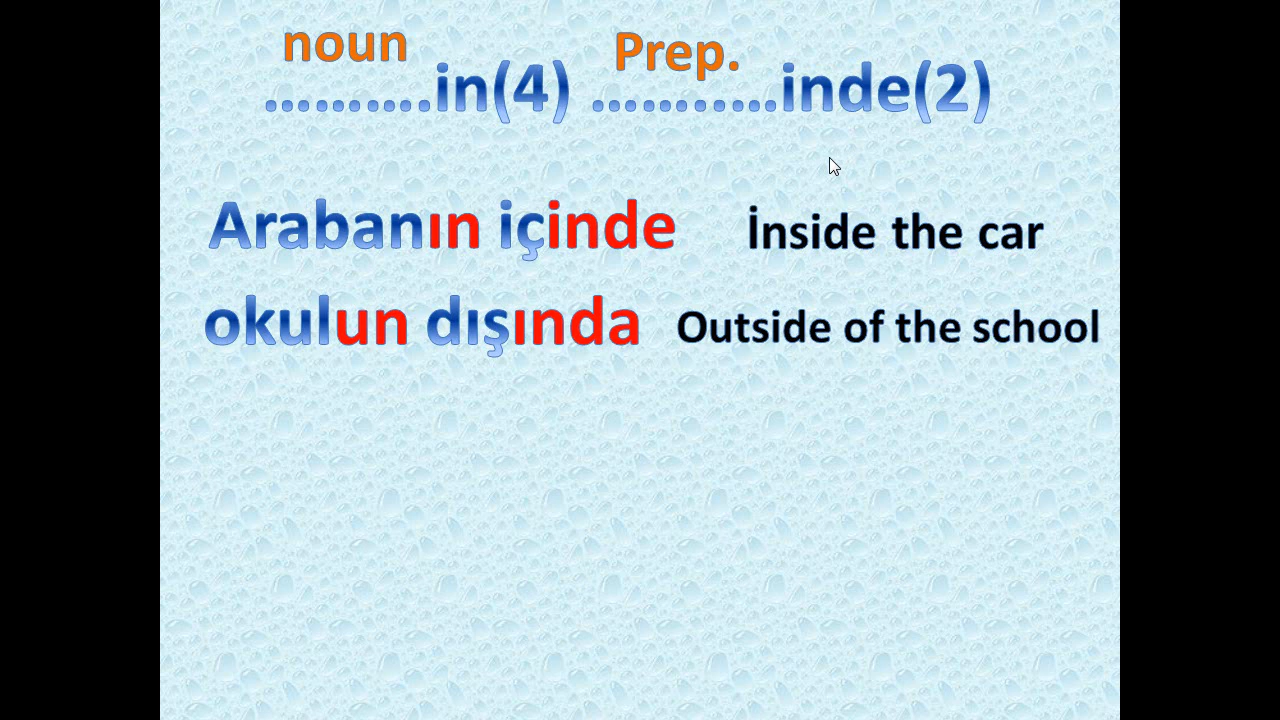 noun Prep.
..........in(4) ...........inde(2)
Arabanın içinde İnside the car
okulun dışında Outside of the school